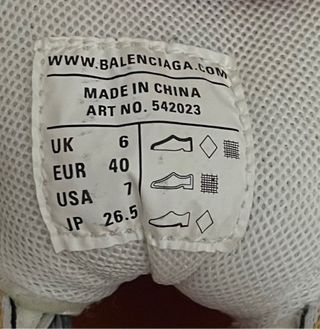 WWW.BALENCIAGA.COM
MADE IN CHINA
ART NO. 542023
UK 6
EUR 40
USA 7
JP 26.5